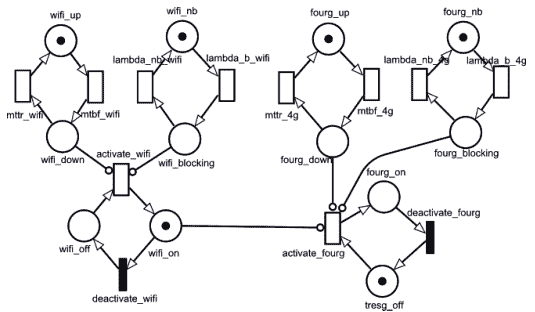 wifi_up
wifi_nb
fourg_up
fourg_nb
lambda_nb_wifi
lambda_b_wifi
lambda_nb_4g
lambda_b_4g
mttr_wifi
mtbf_wifi
mttr_4g
mtbf_4g
wifi_down
activate_wifi
wifi_blocking
fourg_down
fourg_blocking
fourg_on
deactivate_fourg
wifi_off
wifi_on
activate_fourg
deactivate_wifi
tresg_off